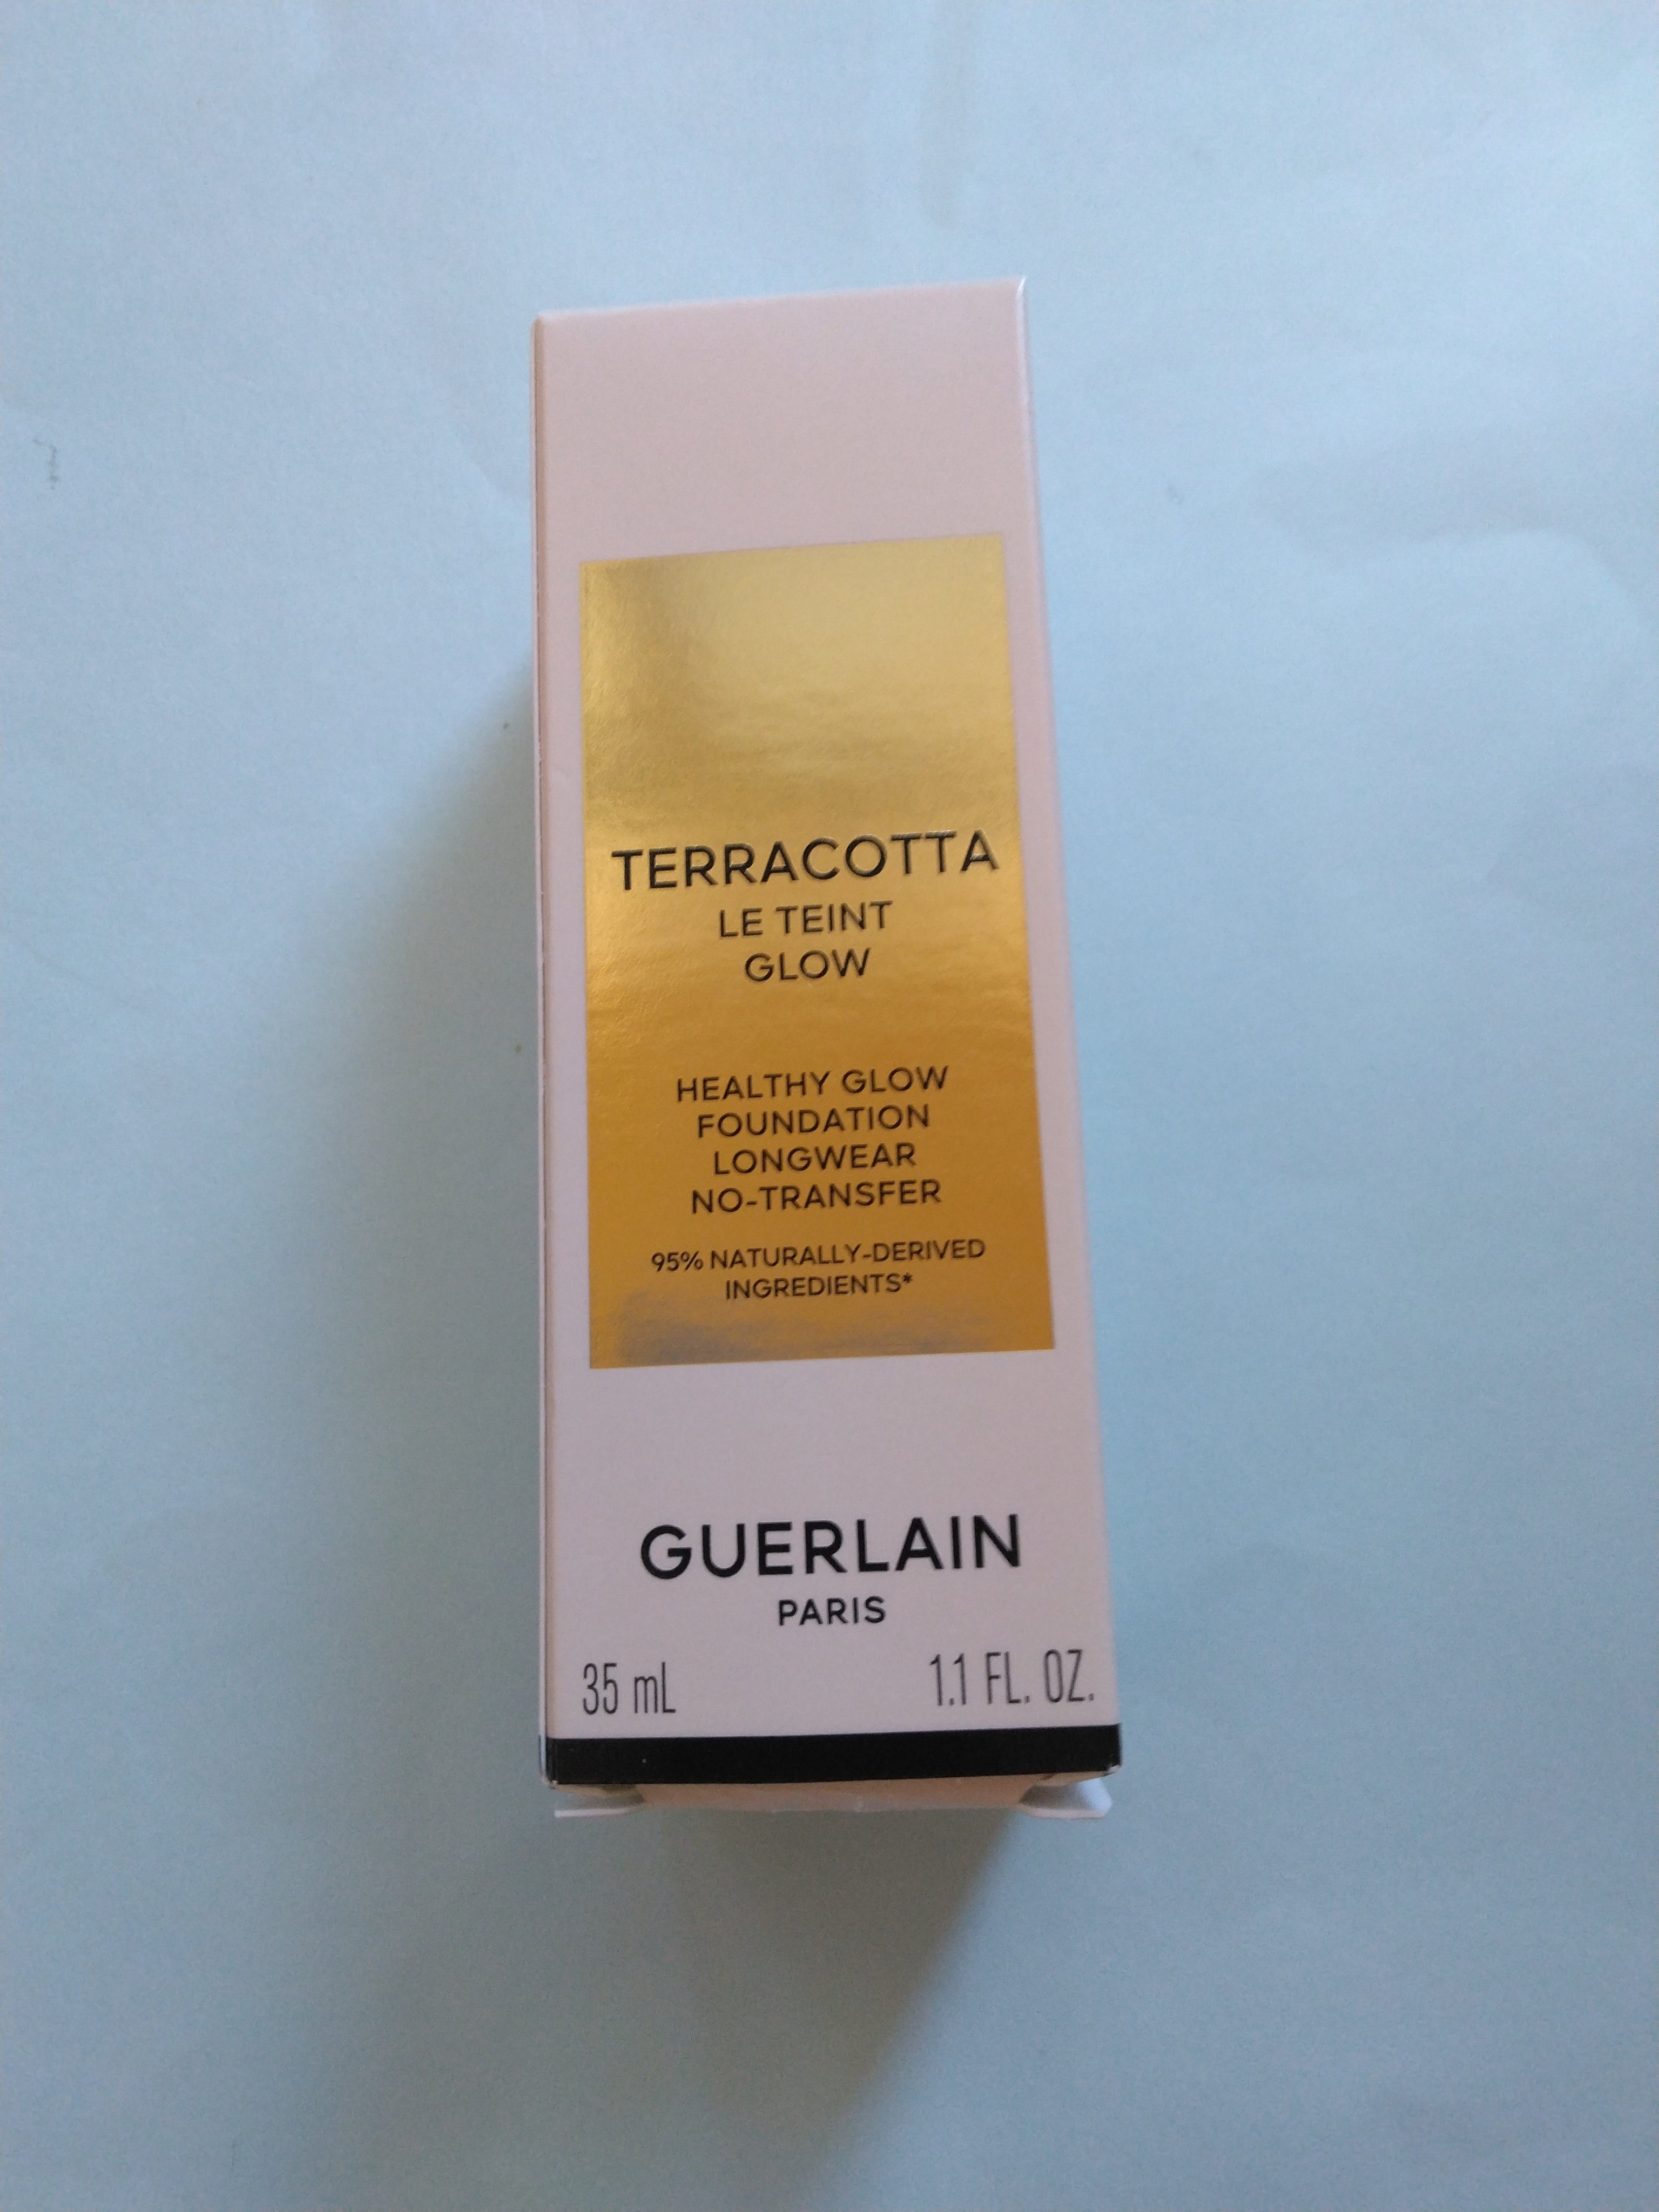 TERRACOTTA
LE TEINT
GLOW
HEALTHY GLOW
FOUNDATION
LONGWEAR
NO-TRANSFER
95% NATURALLY-DERIVED
INGREDIENTS*
GUERLAIN
PARIS
35 mL 1.1 FL. OZ.